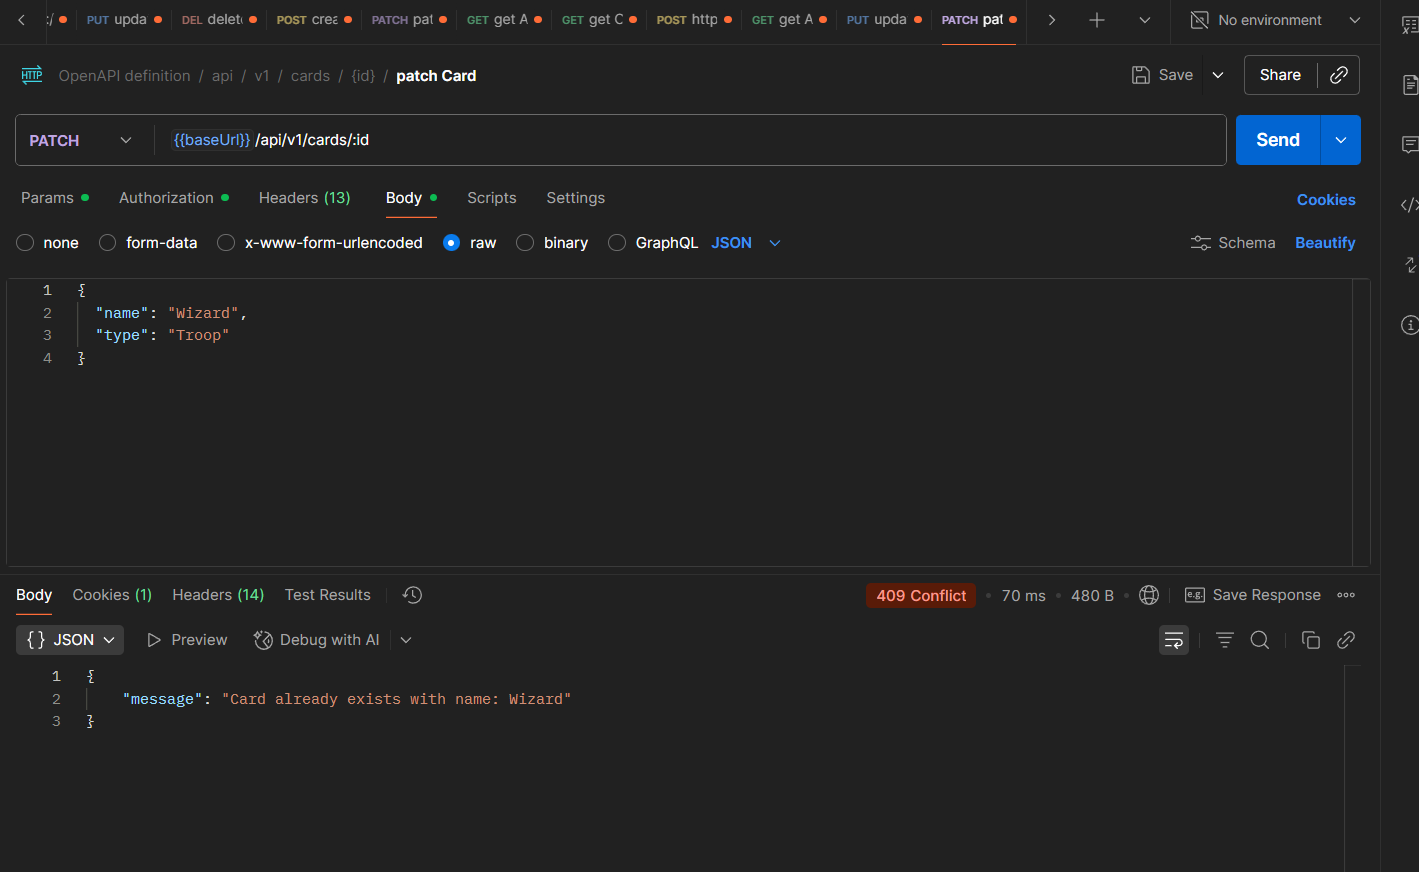 :/ PUT upda DEL delet POST crea PATCH pat GET get A GET get C POST http GET get A PUT upda PATCH pat No environment
HTTP OpenAPI definition / api / v1 / cards / {id} / patch Card Save Share
PATCH {{baseUrl}} /api/v1/cards/:id Send
Params Authorization Headers (13) Body Scripts Settings Cookies
none form-data x-www-form-urlencoded raw binary GraphQL JSON Schema Beautify
1 {
2 "name": "Wizard",
3 "type": "Troop"
4 }
Body Cookies (1) Headers (14) Test Results 409 Conflict 70 ms 480 B e.g. Save Response
{} JSON Preview Debug with AI
1 {
2 "message": "Card already exists with name: Wizard"
3 }